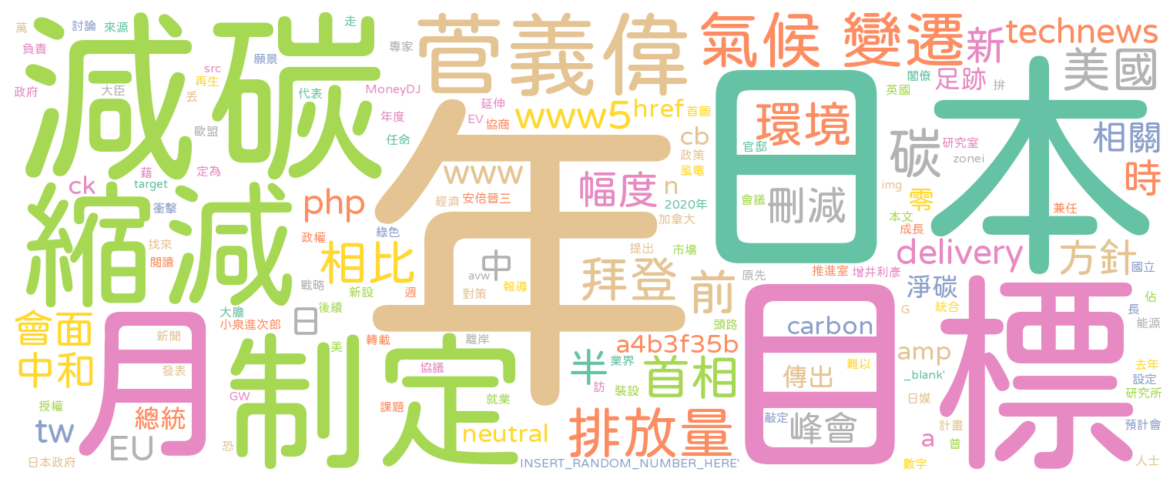 萬
討論
來源
走
負責
專家
菅義偉
氣候
變遷
新
technews
美國
減碳
src
再生
願景
政府
大臣
丟
代表
MoneyDJ
延伸
href
首圖
足跡
閣僚
英國
拚
歐盟
年度
EV
協商
www5
環境
相關
碳
研究室
藉
定為
任命
cb
政策
官邸
zonei
target
ck
衝擊
www
幅度
n
風電
2020年
會議
刪減
img
零
時
縮減
php
經濟
安倍晉三
加拿大
本文
兼任
成長
找來
閱讀
政權
綠色
年
日本
相比
avw
中
報導
提出
市場
拜登
前
原先
推進室
增井利彥
delivery
方針
國立
戰略
新設
週
對策
淨碳
統合
佔
長
能源
大膽
後續
小泉進次郎
日
頭路
G
會面
中和
月
新聞
轉載
離岸
a4b3f35b
carbon
發表
制定
美
協議
半
業界
首相
目標
amp
難以
_blank'
去年
設定
研究所
GW
課題
就業
訪
裝設
傳出
日媒
授權
總統
tw
EU
恐
neutral
排放量
敲定
峰會
計畫
a
普
預計會
日本政府
INSERT_RANDOM_NUMBER_HERE'
數字
人士